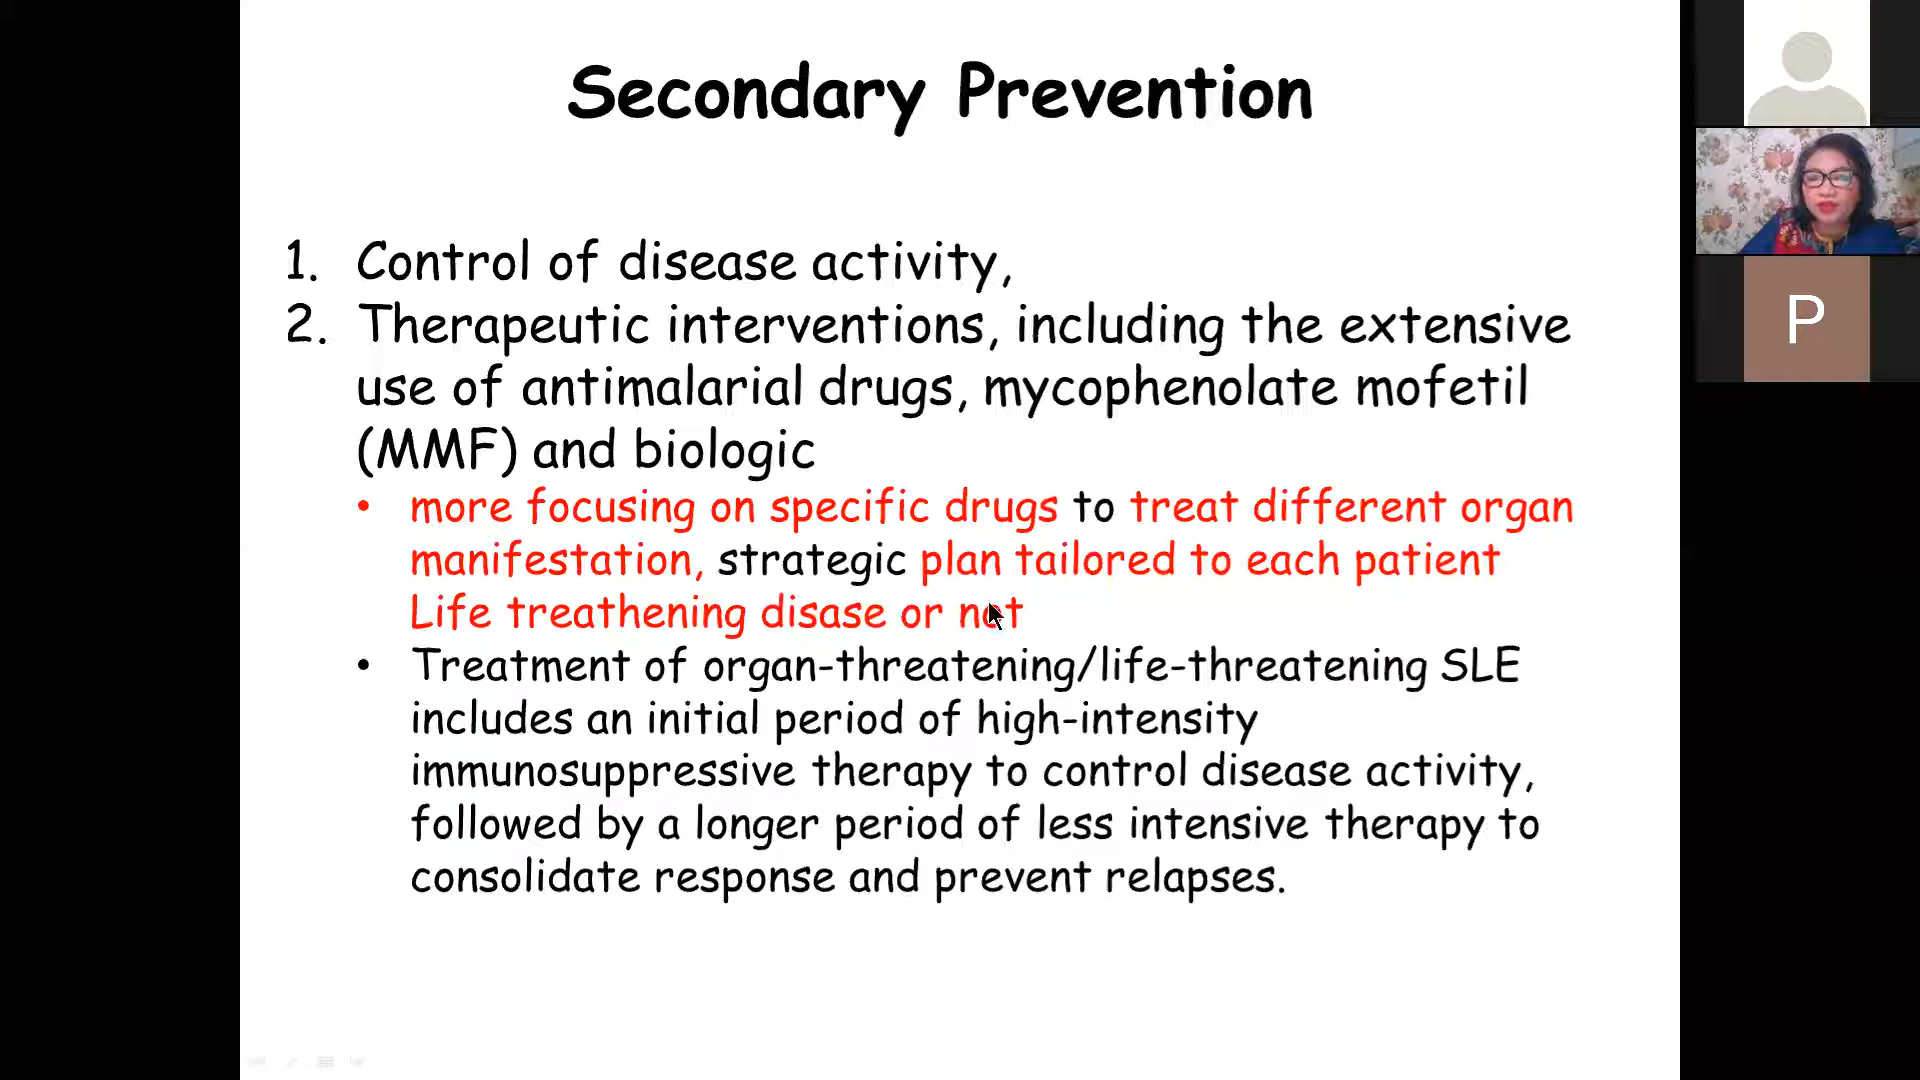 Secondary Prevention
1. Control of disease activity,
2. Therapeutic interventions, including the extensive
use of antimalarial drugs, mycophenolate mofetil
(MMF) and biologic
• more focusing on specific drugs to treat different organ
manifestation, strategic plan tailored to each patient
Life treathening disase or not
• Treatment of organ-threatening/life-threatening SLE
includes an initial period of high-intensity
immunosuppressive therapy to control disease activity,
followed by a longer period of less intensive therapy to
consolidate response and prevent relapses.
P